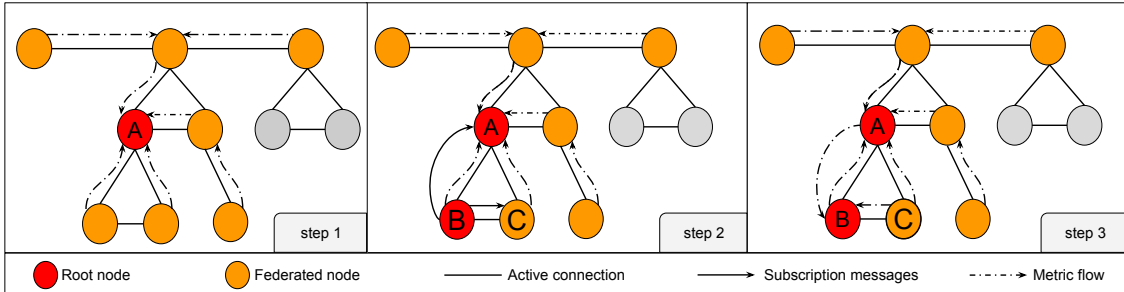 A
step 1
A
B
C
step 2
A
B
C
step 3
Root node
Federated node
Active connection
Subscription messages
Metric flow